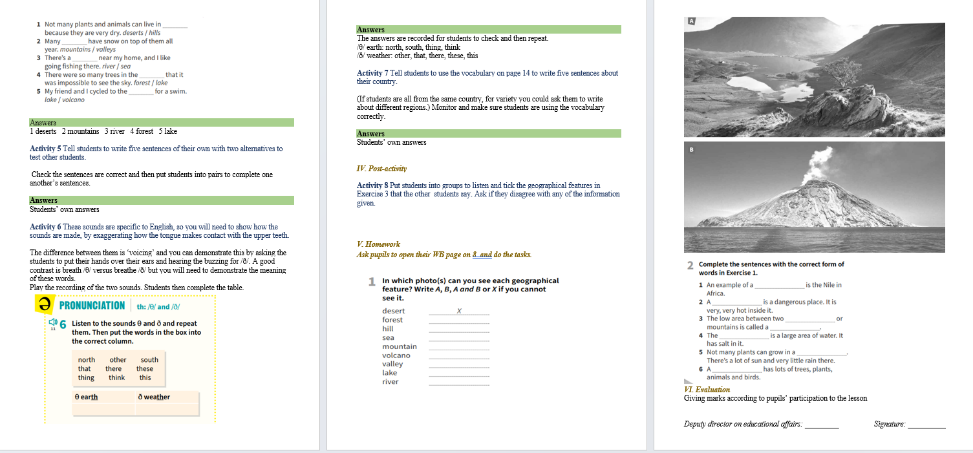 1 Not many plants and animals can live in ______
because they are very dry. deserts / hills
2 Many ______ have snow on top of them all
year. mountains / valleys
3 There's a ______ near my home, and I like
going fishing there. river / sea
4 There were so many trees in the ______ that it
was impossible to see the sky. forest / lake
5 My friend and I cycled to the ______ for a swim.
lake / volcano
Answers
1 deserts 2 mountains 3 river 4 forest 5 lake
Activity 5 Tell students to write five sentences of their own with two alternatives to
test other students.
Check the sentences are correct and then put students into pairs to complete one
another's sentences.
Answers
Students' own answers
Activity 6 These sounds are specific to English, so you will need to show how the
sounds are made, by exaggerating how the tongue makes contact with the upper teeth.
The difference between them is 'voicing' and you can demonstrate this by asking the
students to put their hands over their ears and hearing the buzzing for /ð/. A good
contrast is breath /θ/ versus breathe /ð/ but you will need to demonstrate the meaning
of these words.
Play the recording of the two sounds. Students then complete the table.
ə PRONUNCIATION th: /θ/ and /ð/
6 Listen to the sounds θ and ð and repeat
them. Then put the words in the box into
the correct column.
north other south
that there these
thing think this
θ earth ð weather
Answers
The answers are recorded for students to check and then repeat.
/θ/ earth: north, south, thing, think
/ð/ weather: other, that, there, these, this
Activity 7 Tell students to use the vocabulary on page 14 to write five sentences about
their country.
(If students are all from the same country, for variety you could ask them to write
about different regions.) Monitor and make sure students are using the vocabulary
correctly.
Answers
Students' own answers
IV. Post-activity
Activity 8 Put students into groups to listen and tick the geographical features in
Exercise 3 that the other students say. Ask if they disagree with any of the information
given.
V. Homework
Ask pupils to open their WB page on 8 and do the tasks.
1 In which photo(s) can you see each geographical
feature? Write A, B, A and B or X if you cannot
see it.
desert X
forest
hill
sea
mountain
volcano
valley
lake
river
A
B
2 Complete the sentences with the correct form of
words in Exercise 1.
1 An example of a ______ is the Nile in
Africa.
2 A ______ is a dangerous place. It is
very, very hot inside it.
3 The low area between two ______ or
mountains is called a ______.
4 The ______ is a large area of water. It
has salt in it.
5 Not many plants can grow in a ______.
There's a lot of sun and very little rain there.
6 A ______ has lots of trees, plants,
animals and birds.
VI. Evaluation
Giving marks according to pupils' participation to the lesson
Deputy director on educational affairs: ______ Signature: ______